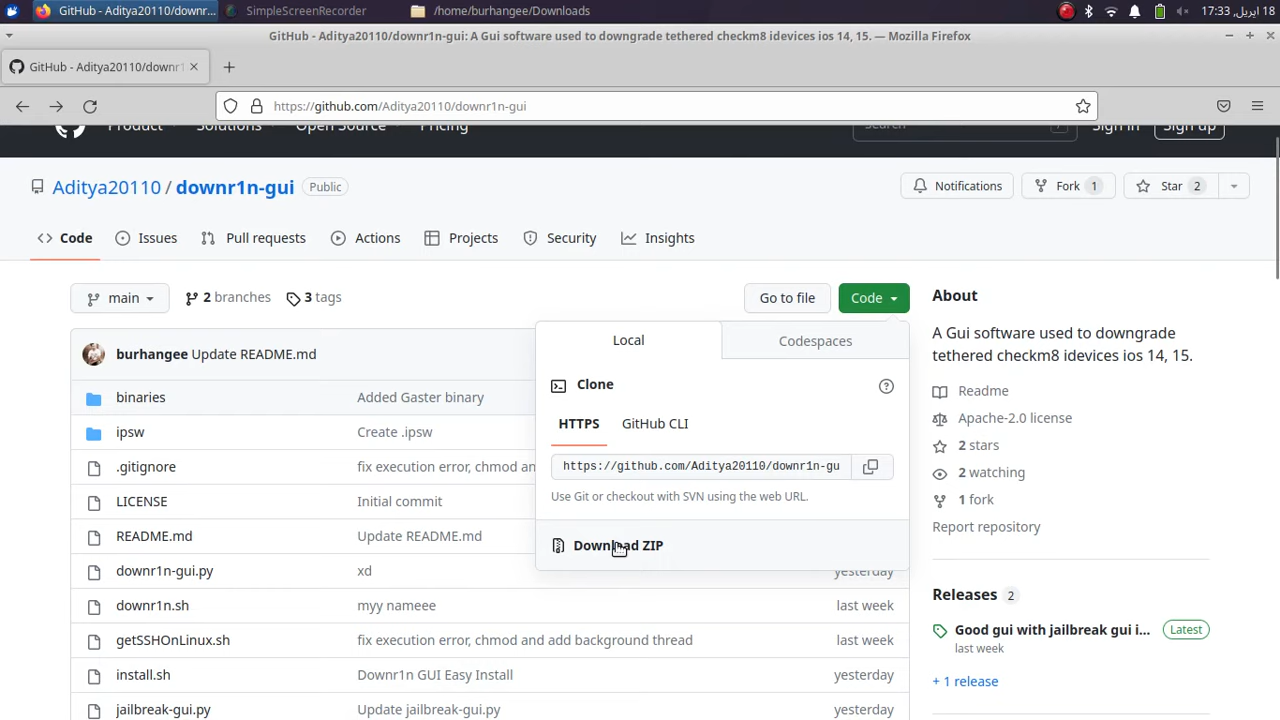 GitHub - Aditya20110/downr...
SimpleScreenRecorder
/home/burhangee/Downloads
18 اپریل, 17:33
GitHub - Aditya20110/downr1n-gui: A Gui software used to downgrade tethered checkm8 idevices ios 14, 15. — Mozilla Firefox
GitHub - Aditya20110/downr1
https://github.com/Aditya20110/downr1n-gui
Product
Solutions
Open Source
Pricing
Search
Sign in
Sign up
Aditya20110 / downr1n-gui
Public
Notifications
Fork 1
Star 2
Code
Issues
Pull requests
Actions
Projects
Security
Insights
main
2 branches
3 tags
Go to file
Code
About
A Gui software used to downgrade
tethered checkm8 idevices ios 14, 15.
Readme
Apache-2.0 license
2 stars
2 watching
1 fork
Report repository
Local
Codespaces
Clone
HTTPS
GitHub CLI
https://github.com/Aditya20110/downr1n-gu
Use Git or checkout with SVN using the web URL.
Download ZIP
burhangee Update README.md
binaries Added Gaster binary
ipsw Create .ipsw
.gitignore fix execution error, chmod an
LICENSE Initial commit
README.md Update README.md
downr1n-gui.py xd yesterday
downr1n.sh myy nameee last week
getSSHOnLinux.sh fix execution error, chmod and add background thread last week
install.sh Downr1n GUI Easy Install yesterday
jailbreak-gui.py Update jailbreak-gui.py yesterday
Releases 2
Good gui with jailbreak gui i... Latest
last week
+ 1 release